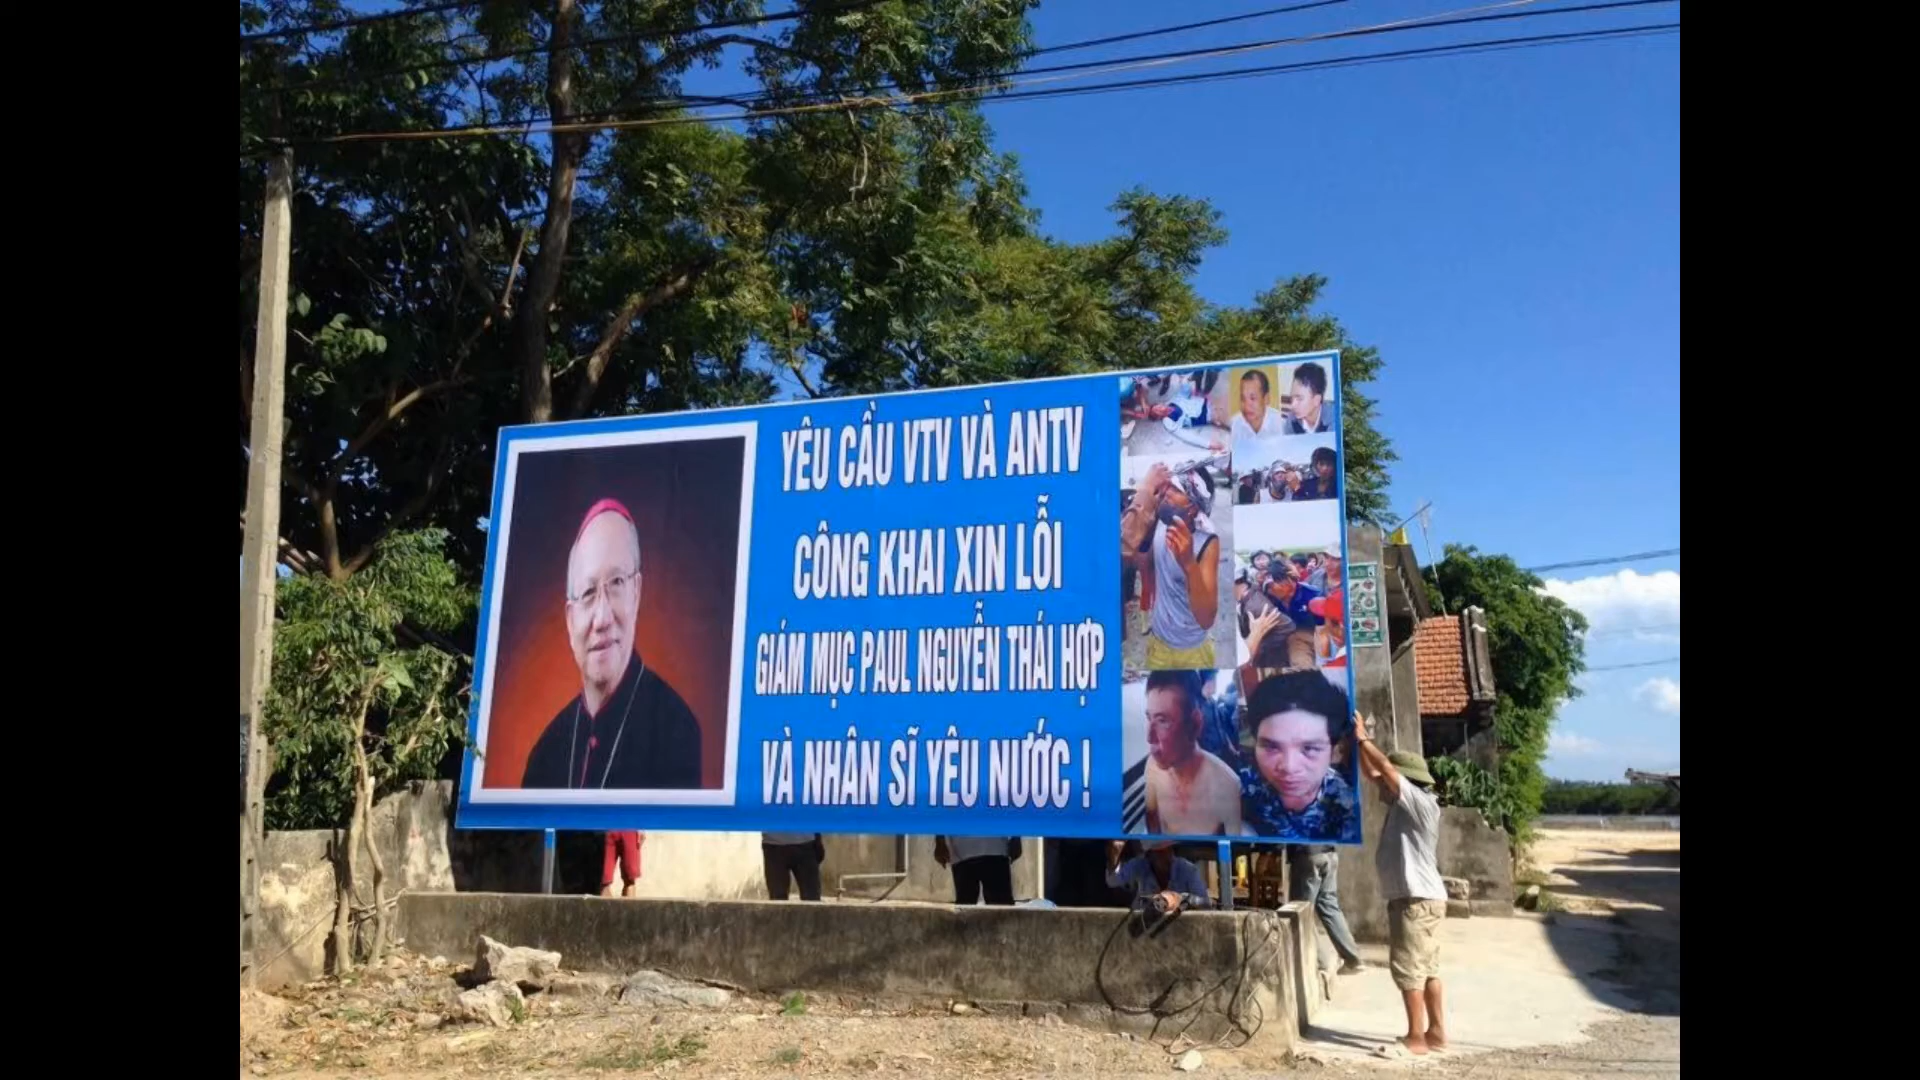 YÊU CẦU VTV VÀ ANTV
CÔNG KHAI XIN LỖI
GIÁM MỤC PAUL NGUYỄN THÁI HỢP
VÀ NHÂN SĨ YÊU NƯỚC !